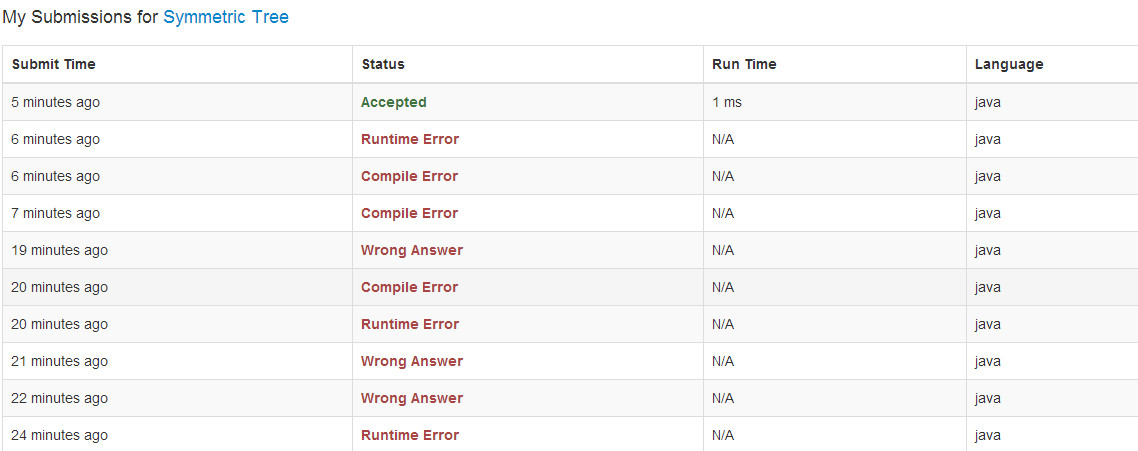 My Submissions for Symmetric Tree
Submit Time Status Run Time Language
5 minutes ago Accepted 1 ms java
6 minutes ago Runtime Error N/A java
6 minutes ago Compile Error N/A java
7 minutes ago Compile Error N/A java
19 minutes ago Wrong Answer N/A java
20 minutes ago Compile Error N/A java
20 minutes ago Runtime Error N/A java
21 minutes ago Wrong Answer N/A java
22 minutes ago Wrong Answer N/A java
24 minutes ago Runtime Error N/A java